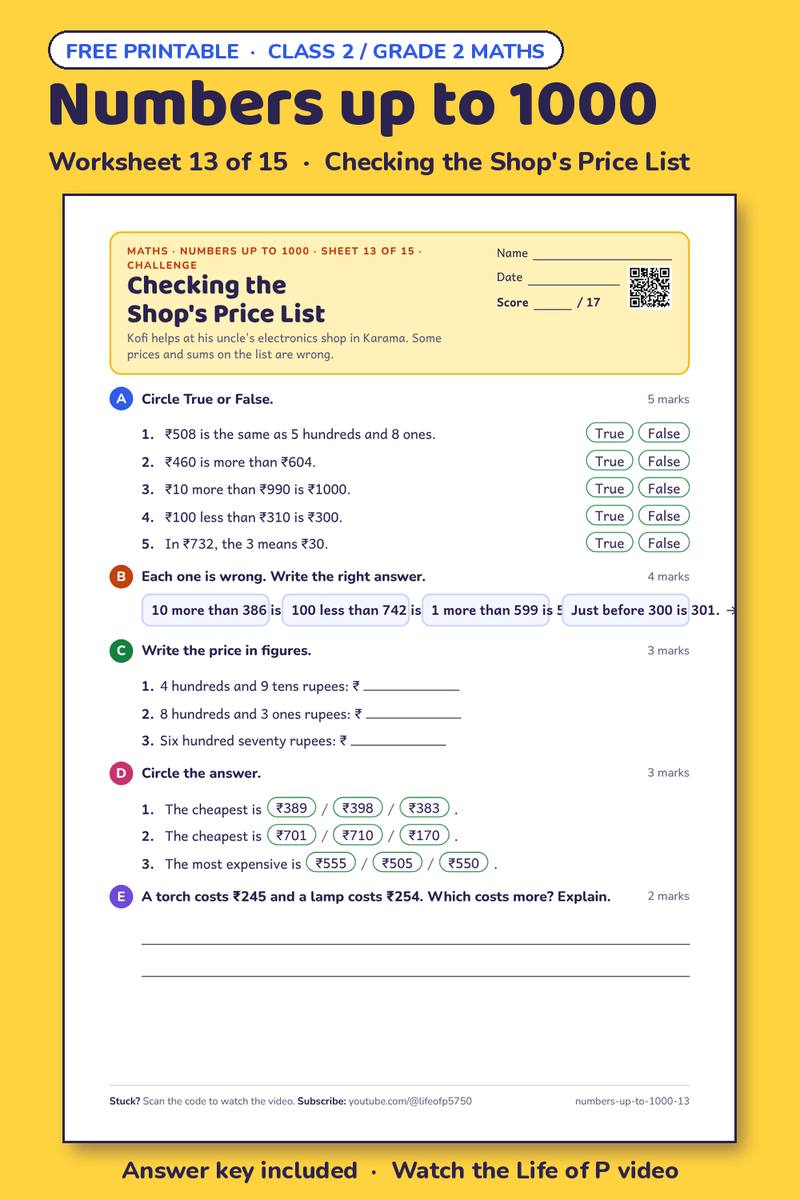 FREE PRINTABLE · CLASS 2 / GRADE 2 MATHS
Numbers up to 1000
Worksheet 13 of 15 · Checking the Shop's Price List
MATHS · NUMBERS UP TO 1000 · SHEET 13 OF 15 ·
CHALLENGE
Checking the
Shop's Price List
Kofi helps at his uncle's electronics shop in Karama. Some
prices and sums on the list are wrong.
Name
Date
Score / 17
A Circle True or False. 5 marks
1. ₹508 is the same as 5 hundreds and 8 ones. True False
2. ₹460 is more than ₹604. True False
3. ₹10 more than ₹990 is ₹1000. True False
4. ₹100 less than ₹310 is ₹300. True False
5. In ₹732, the 3 means ₹30. True False
B Each one is wrong. Write the right answer. 4 marks
10 more than 386 is 100 less than 742 is 1 more than 599 is Just before 300 is 301. →
C Write the price in figures. 3 marks
1. 4 hundreds and 9 tens rupees: ₹
2. 8 hundreds and 3 ones rupees: ₹
3. Six hundred seventy rupees: ₹
D Circle the answer. 3 marks
1. The cheapest is ₹389 / ₹398 / ₹383 .
2. The cheapest is ₹701 / ₹710 / ₹170 .
3. The most expensive is ₹555 / ₹505 / ₹550 .
E A torch costs ₹245 and a lamp costs ₹254. Which costs more? Explain. 2 marks
Stuck? Scan the code to watch the video. Subscribe: youtube.com/@lifeofp5750
numbers-up-to-1000-13
Answer key included · Watch the Life of P video